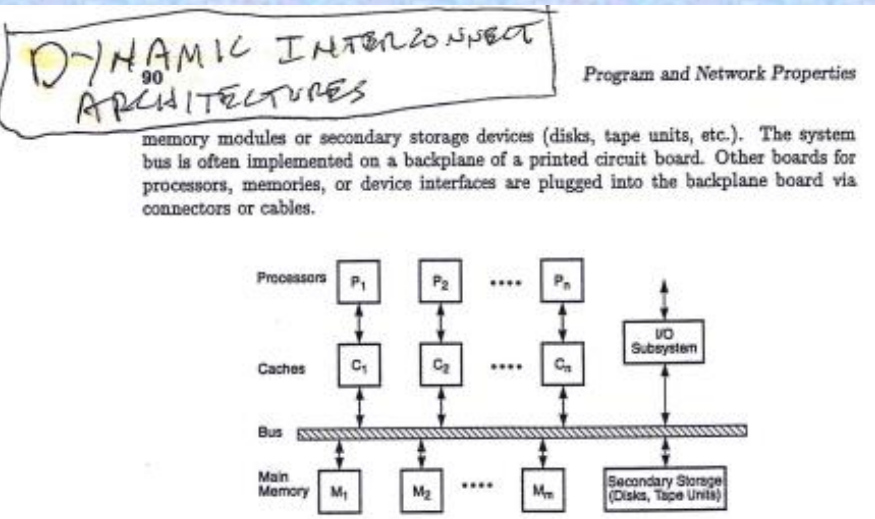 DYNAMIC INTERCONNECT
90
ARCHITECTURES
Program and Network Properties
memory modules or secondary storage devices (disks, tape units, etc.). The system
bus is often implemented on a backplane of a printed circuit board. Other boards for
processors, memories, or device interfaces are plugged into the backplane board via
connectors or cables.
Processors P1 P2 •••• Pn
I/O
Subsystem
Caches C1 C2 •••• Cn
Bus
Main
Memory M1 M2 •••• Mm
Secondary Storage
(Disks, Tape Units)